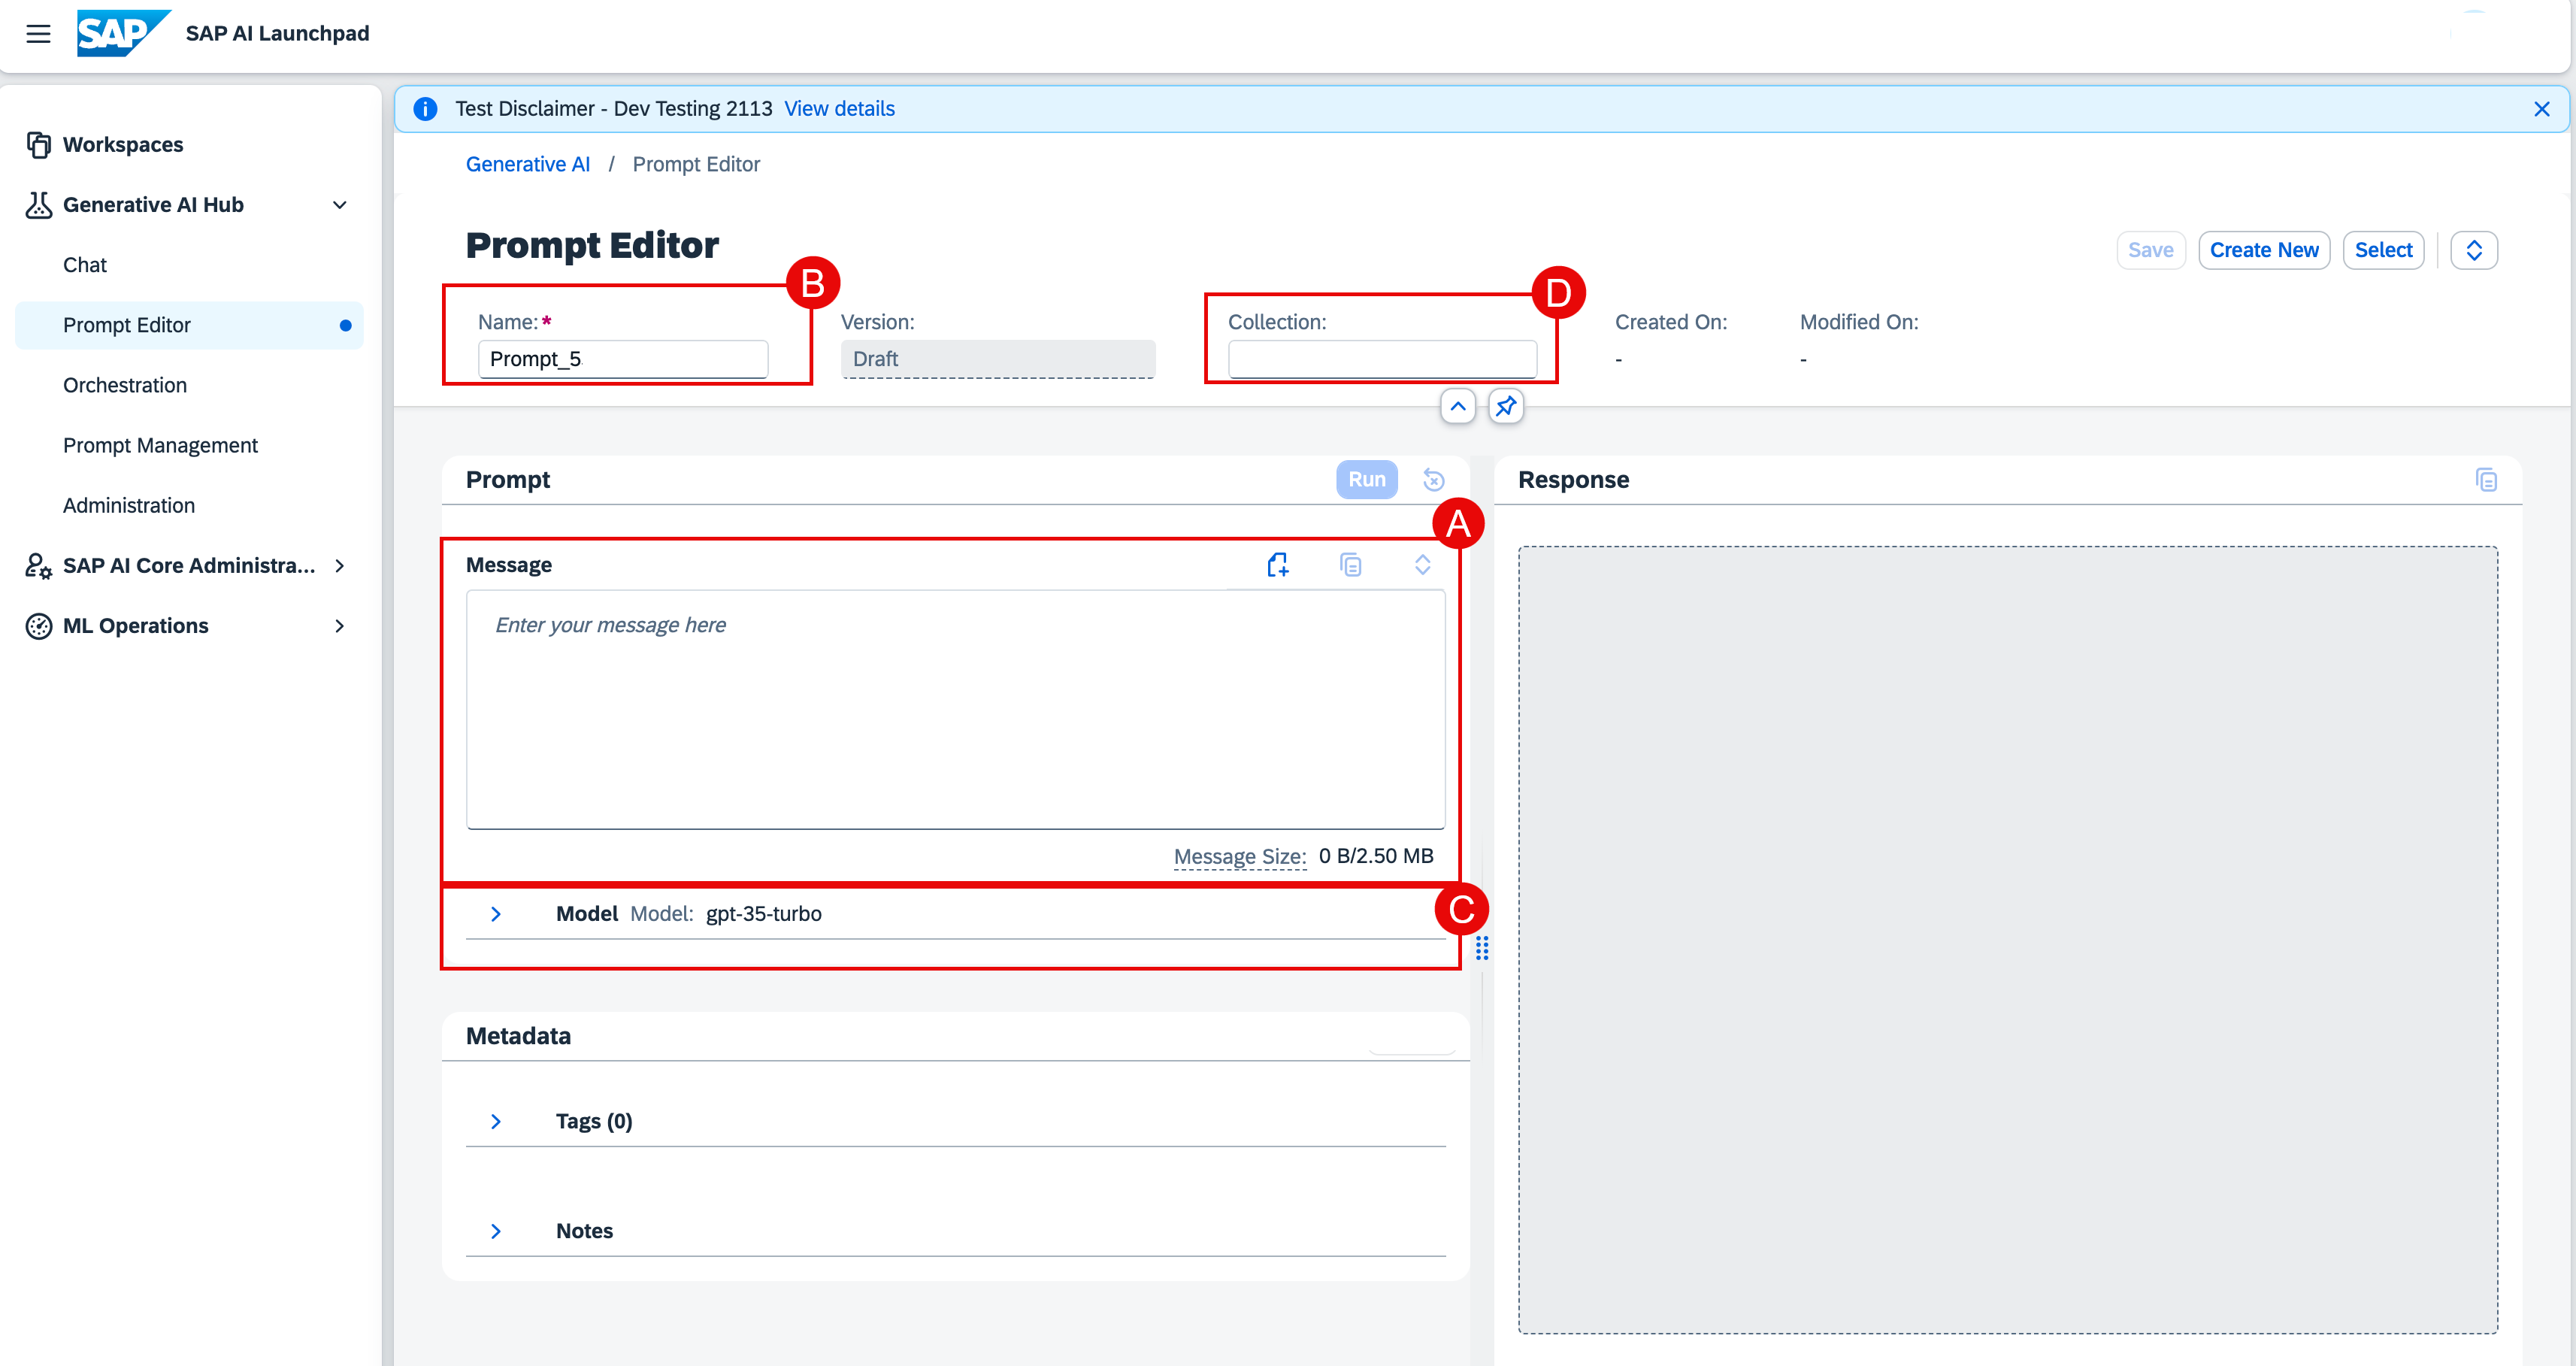 SAP SAP AI Launchpad
Test Disclaimer - Dev Testing 2113 View details
Workspaces
Generative AI Hub
Chat
Prompt Editor
Orchestration
Prompt Management
Administration
SAP AI Core Administra...
ML Operations
Generative AI / Prompt Editor
Prompt Editor
Save Create New Select
B
D
Name:* Version: Collection: Created On: Modified On:
Prompt_5 Draft - -
Prompt Run
A
Message
Enter your message here
Message Size: 0 B/2.50 MB
C
Model Model: gpt-35-turbo
Metadata
Tags (0)
Notes
Response